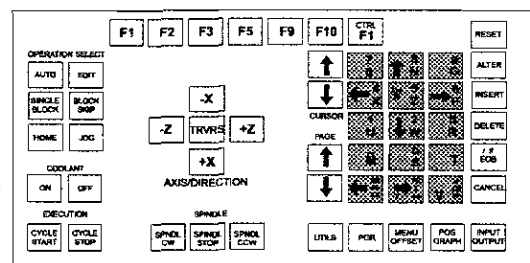 F1 F2 F3 F5 F9 F10 CTRL F1
RESET
OPERATION SELECT
AUTO EDIT
ALTER
SINGLE BLOCK BLOCK SKIP
-X
INSERT
HOME JOG
-Z TRVRS +Z
CURSOR
DELETE
PAGE
+X
/ # EOB
COOLANT
AXIS/DIRECTION
ON OFF
CANCEL
EXECUTION
SPINDLE
CYCLE START CYCLE STOP
SPNDL CW SPNDL STOP SPNDL CCW
UTILS PGR MENU OFFSET POS GRAPH INPUT OUTPUT